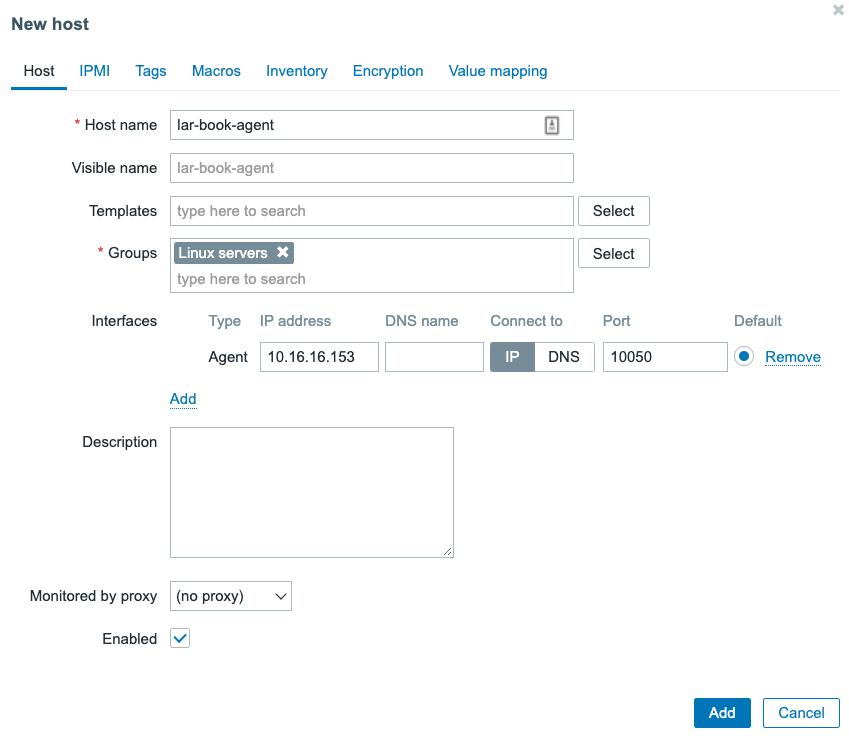 New host
Host IPMI Tags Macros Inventory Encryption Value mapping
* Host name lar-book-agent
Visible name lar-book-agent
Templates type here to search Select
* Groups Linux servers Select
type here to search
Interfaces Type IP address DNS name Connect to Port Default
Agent 10.16.16.153 IP DNS 10050 Remove
Add
Description
Monitored by proxy (no proxy)
Enabled
Add Cancel